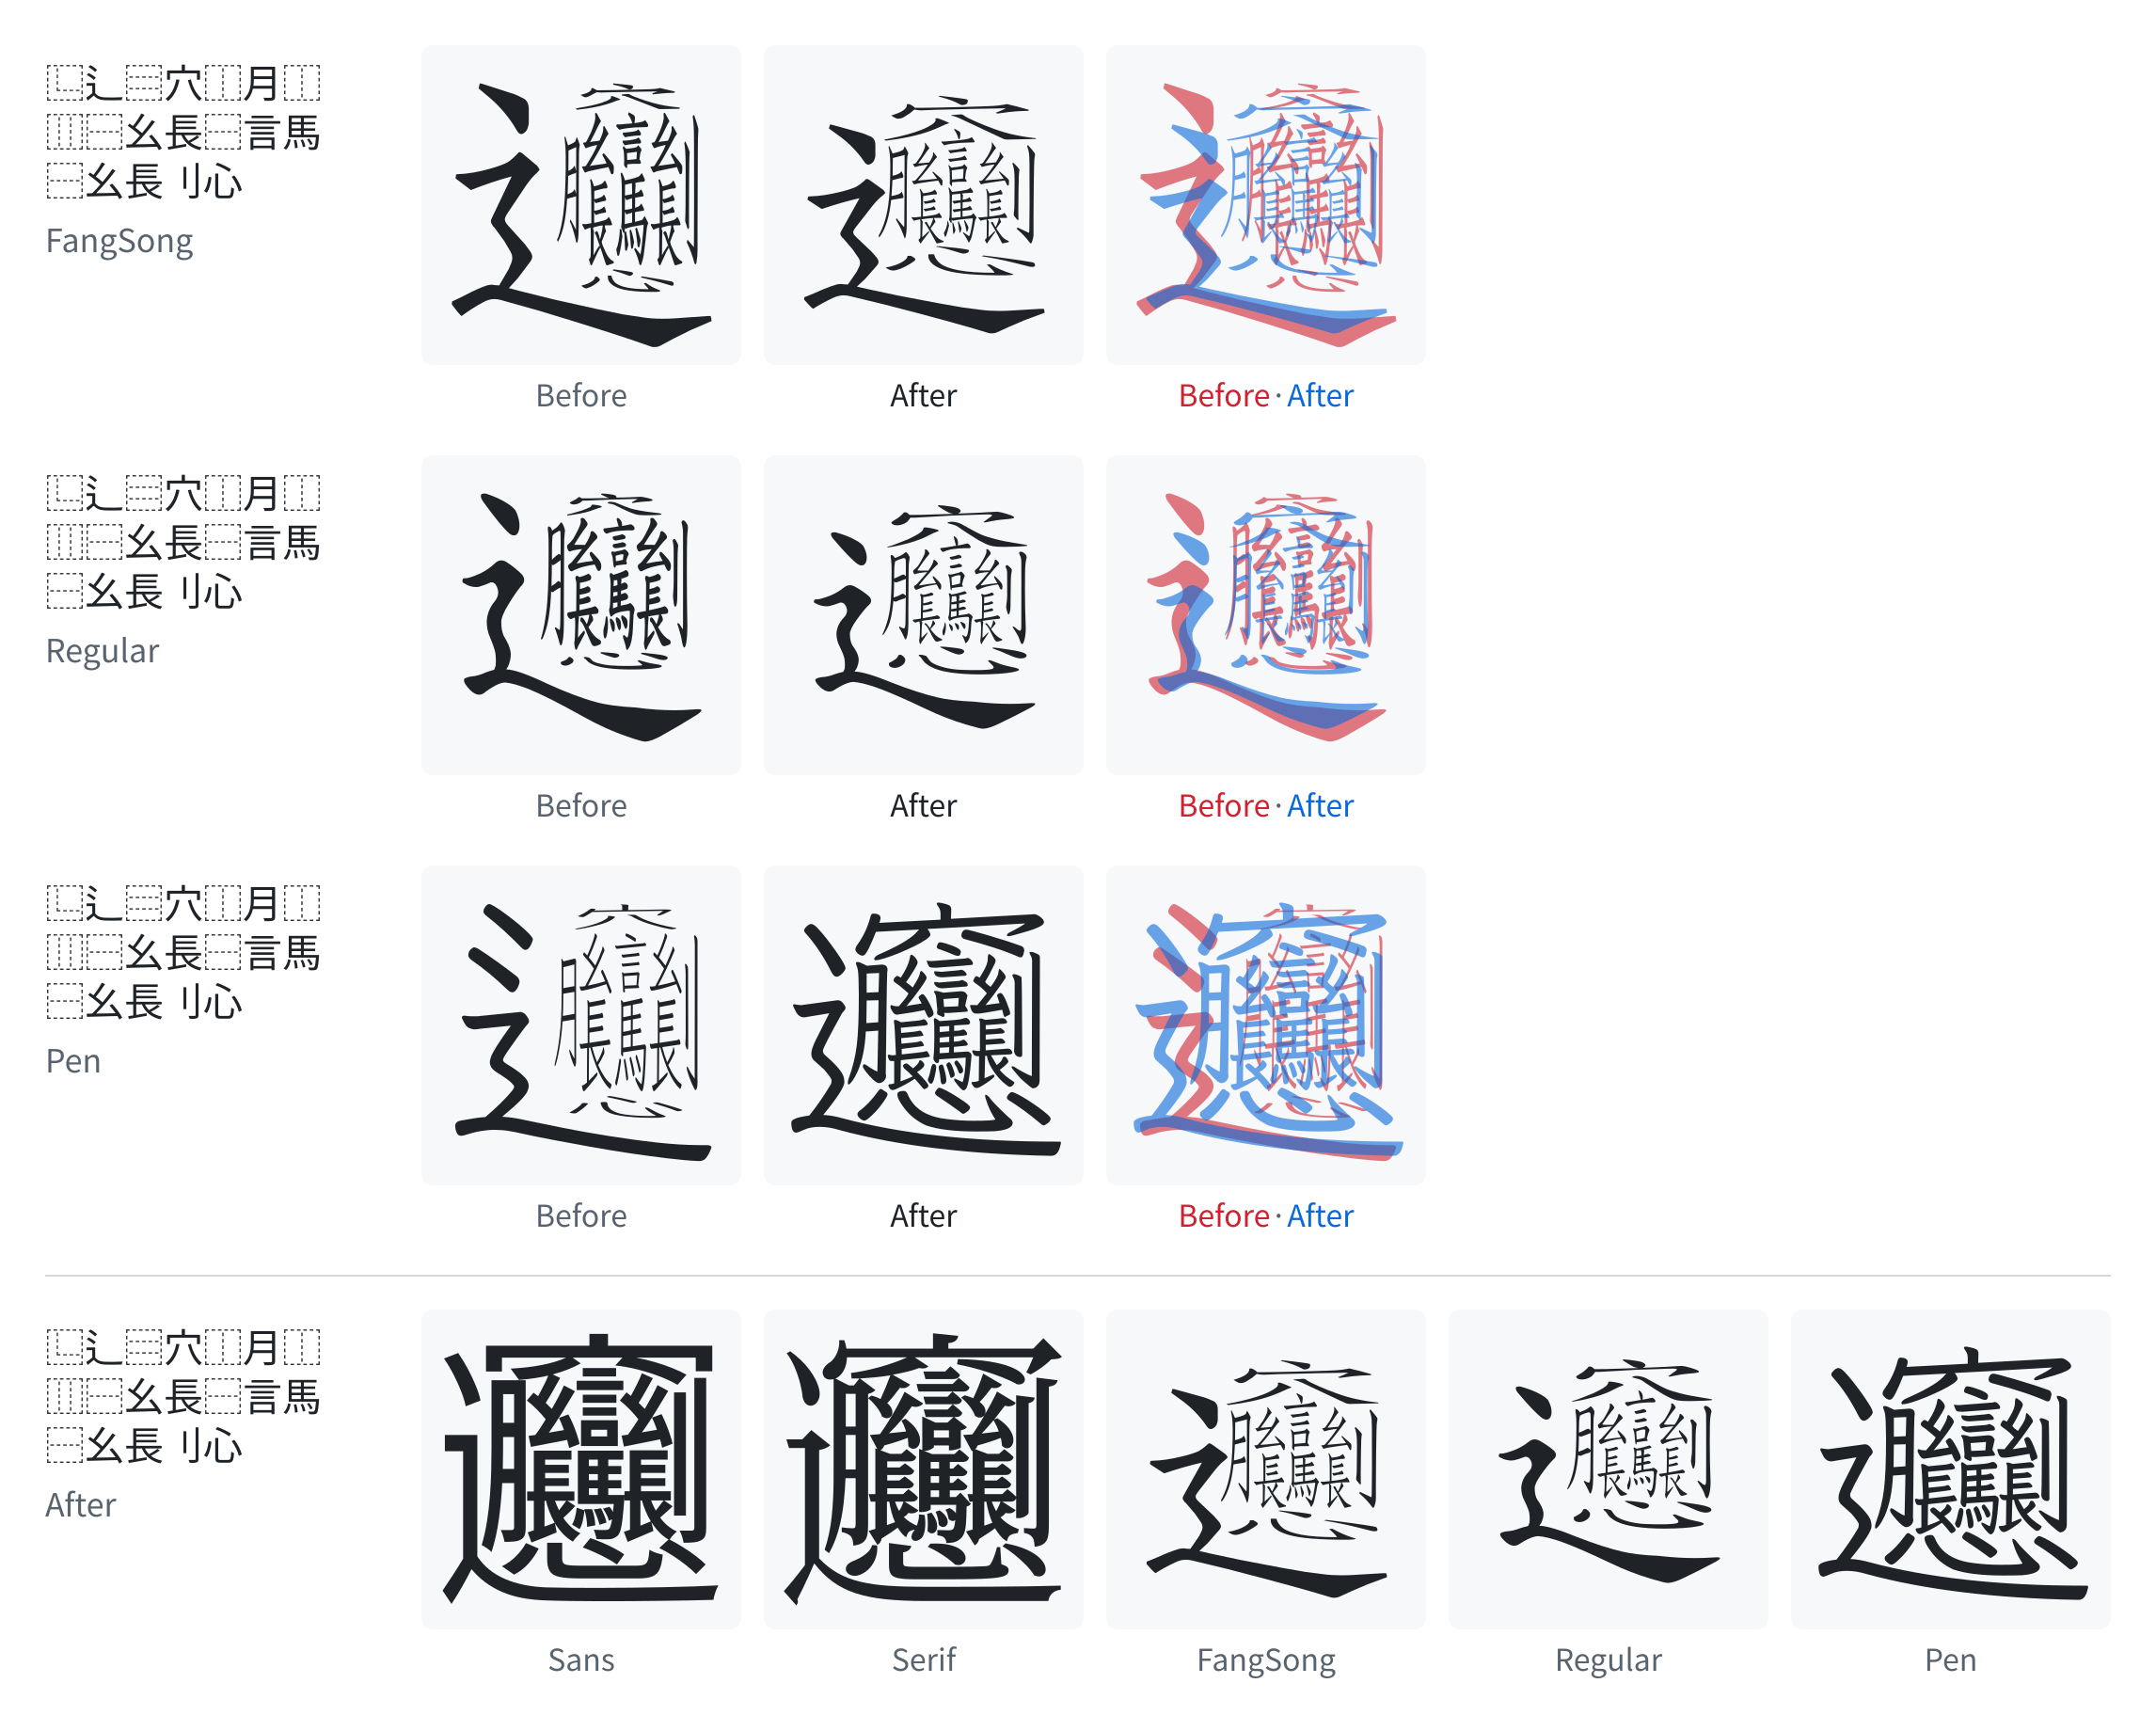 ⿺辶⿳穴⿲月⿱
⿲⿱幺長⿱言馬
⿱幺長刂心
FangSong
𰻞 𰻞 𰻞
Before After Before · After
⿺辶⿳穴⿲月⿱
⿲⿱幺長⿱言馬
⿱幺長刂心
Regular
𰻞 𰻞 𰻞
Before After Before · After
⿺辶⿳穴⿲月⿱
⿲⿱幺長⿱言馬
⿱幺長刂心
Pen
𰻞 𰻞 𰻞
Before After Before · After
⿺辶⿳穴⿲月⿱
⿲⿱幺長⿱言馬
⿱幺長刂心
After
𰻞 𰻞 𰻞 𰻞 𰻞
Sans Serif FangSong Regular Pen